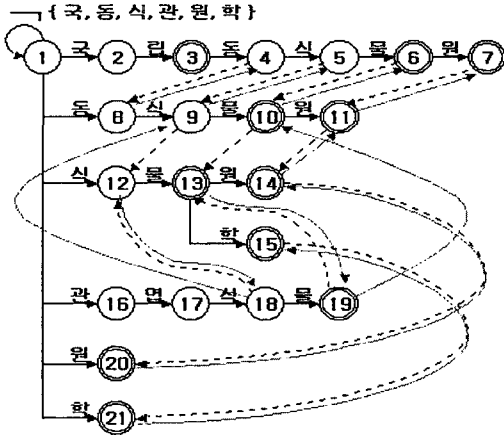 ¬{ 국, 동, 식, 관, 원, 학 }
1 국 2 립 3 동 4 식 5 물 6 원 7
동 8 식 9 물 10 원 11
식 12 물 13 원 14
학 15
관 16 엽 17 식 18 물 19
원 20
학 21